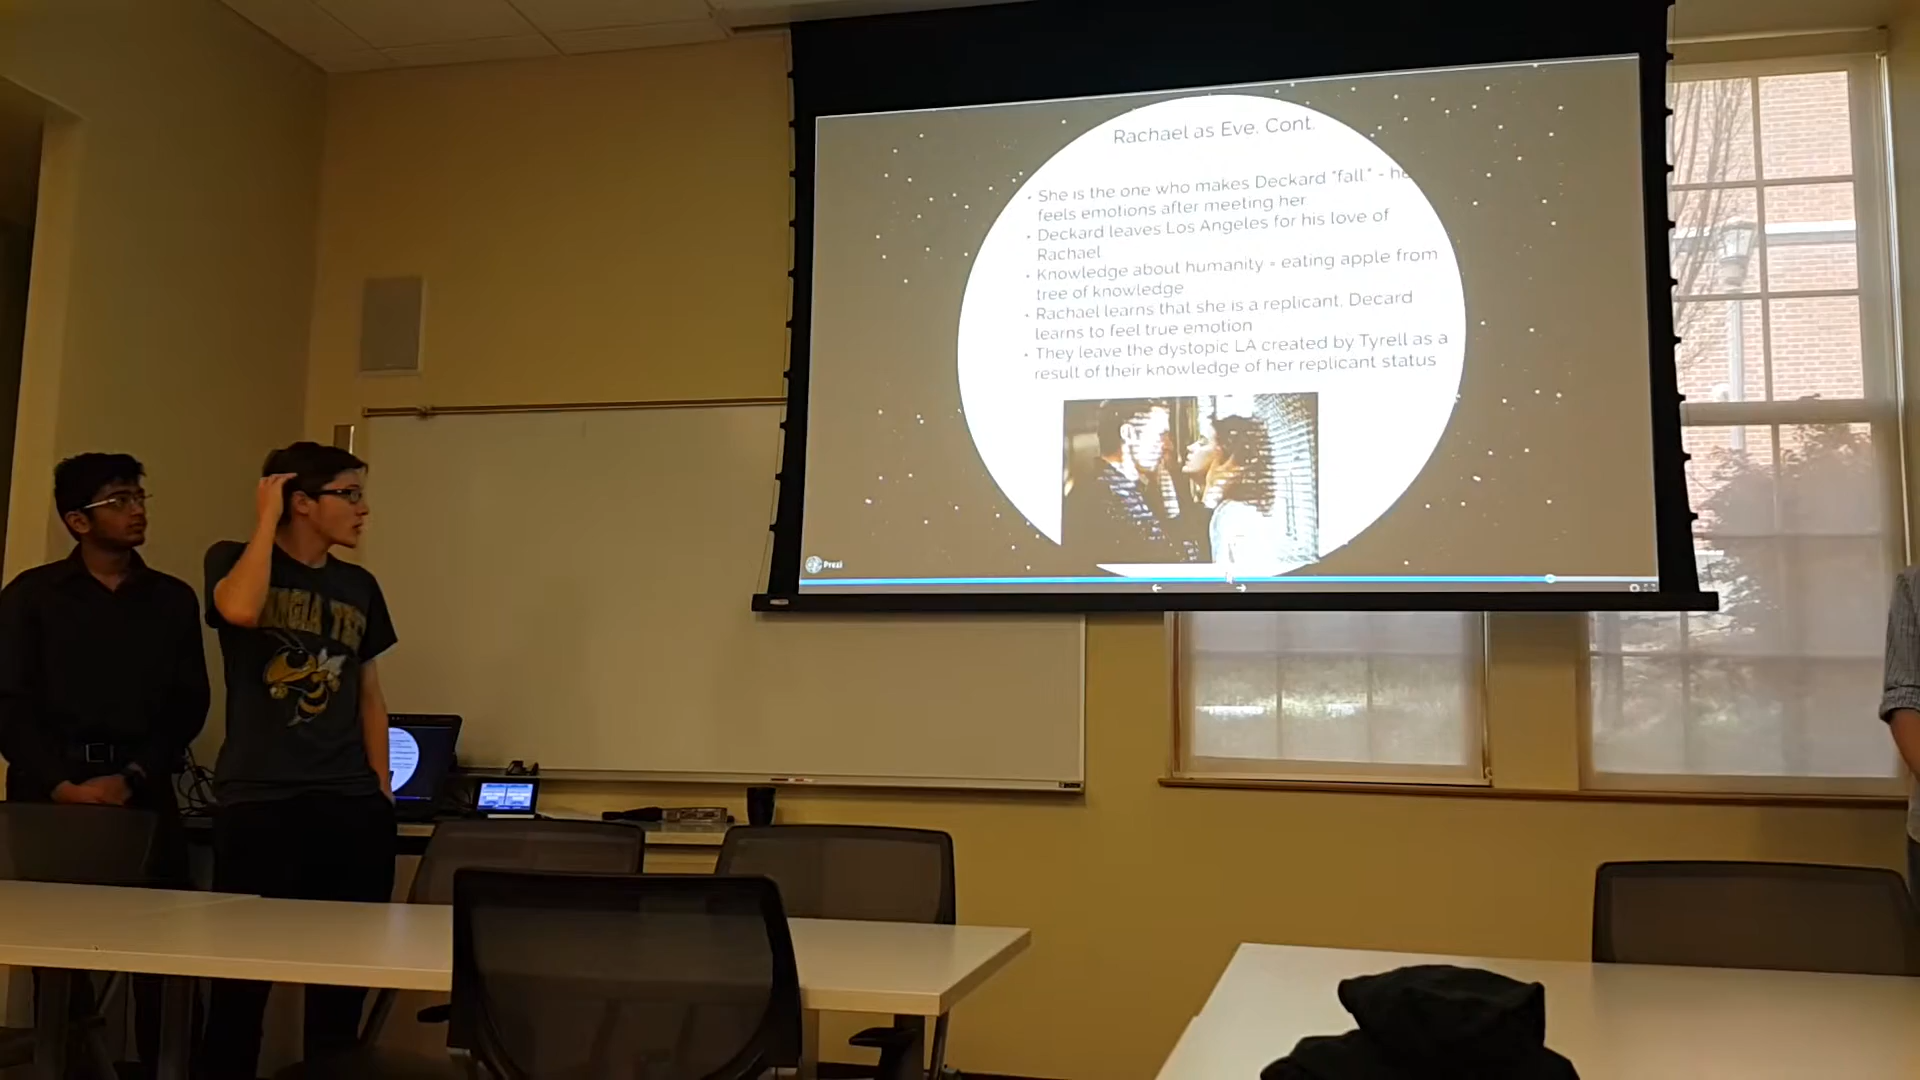 Rachael as Eve. Cont.
• She is the one who makes Deckard "fall" - he
feels emotions after meeting her
• Deckard leaves Los Angeles for his love of
Rachael
• Knowledge about humanity = eating apple from
tree of knowledge
• Rachael learns that she is a replicant. Decard
learns to feel true emotion
• They leave the dystopic LA created by Tyrell as a
result of their knowledge of her replicant status
Prezi